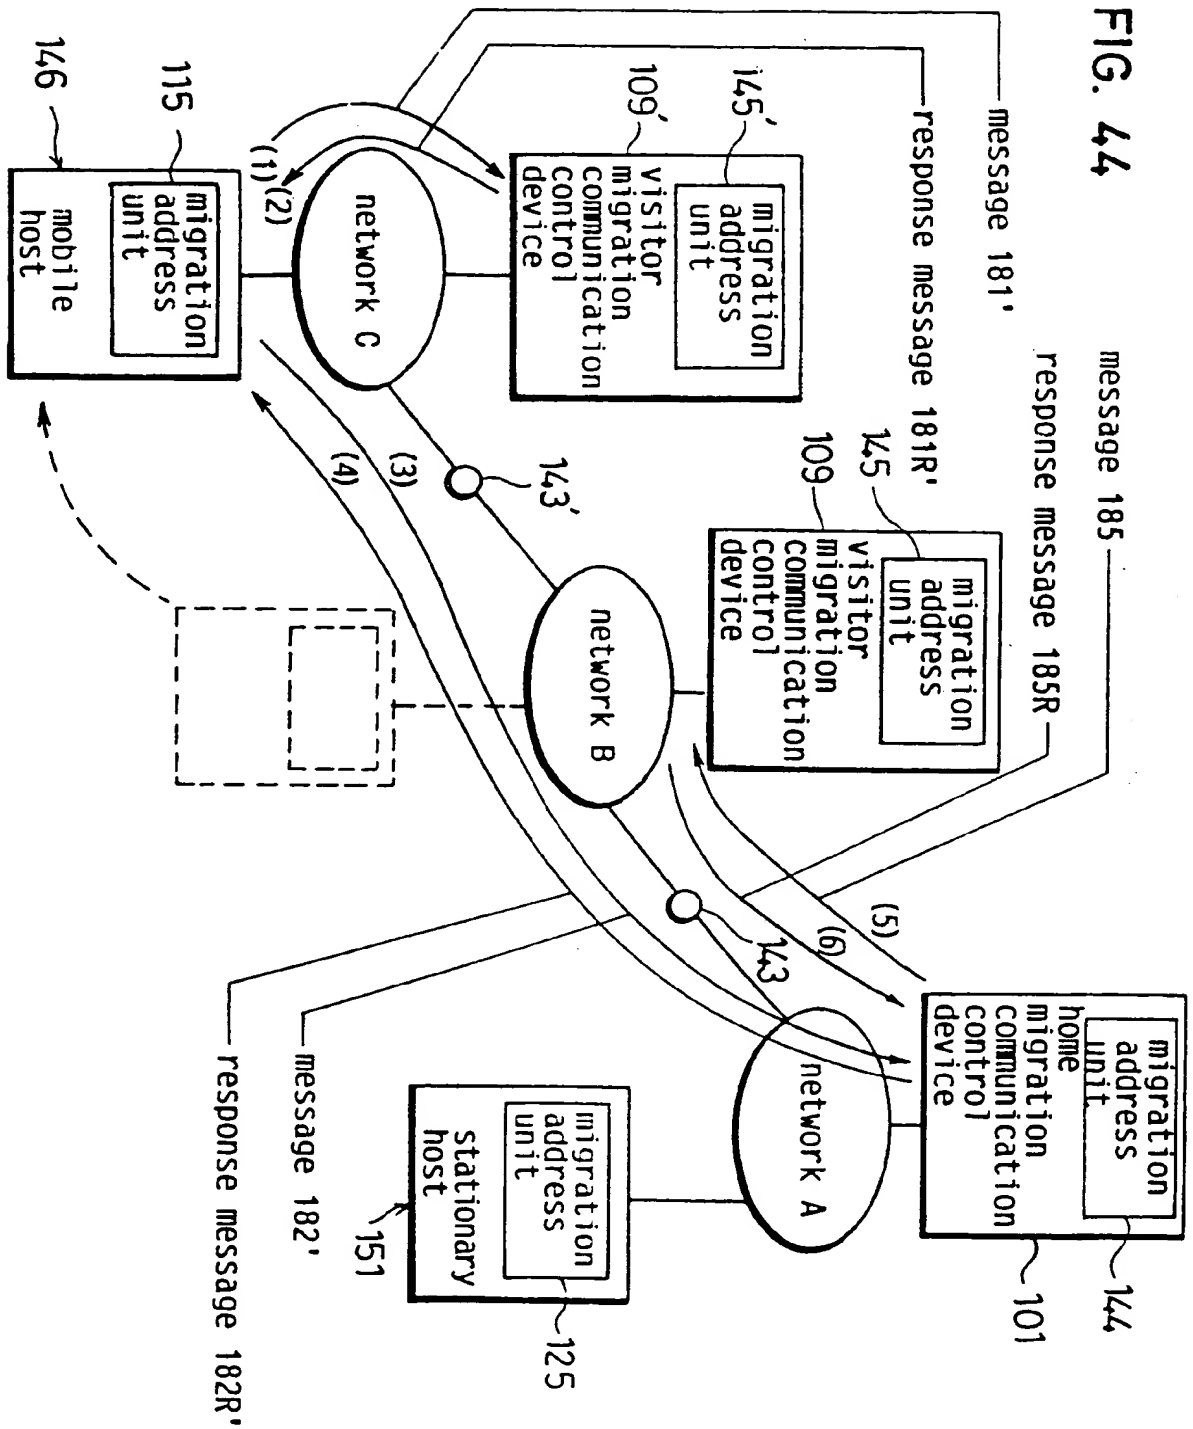 FIG. 44
message 185
response message 185R
message 181'
response message 181R'
144
101
migration
address
unit
home
migration
communication
control
device
145
109
migration
address
unit
visitor
migration
communication
control
device
145'
109'
migration
address
unit
visitor
migration
communication
control
device
(1)
(2)
(3)
(4)
(5)
(6)
143'
143
network C
network B
network A
115
146
migration
address
unit
mobile
host
migration
address
unit
stationary
host
125
151
message 182'
response message 182R'